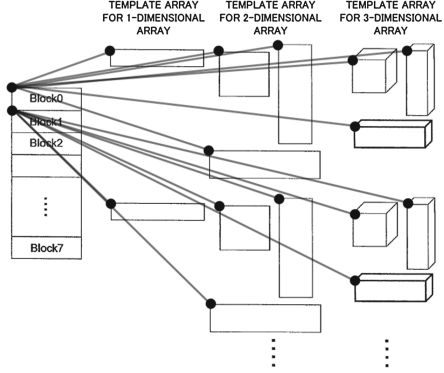 TEMPLATE ARRAY
FOR 1-DIMENSIONAL
ARRAY
TEMPLATE ARRAY
FOR 2-DIMENSIONAL
ARRAY
TEMPLATE ARRAY
FOR 3-DIMENSIONAL
ARRAY
Block0
Block1
Block2
Block7